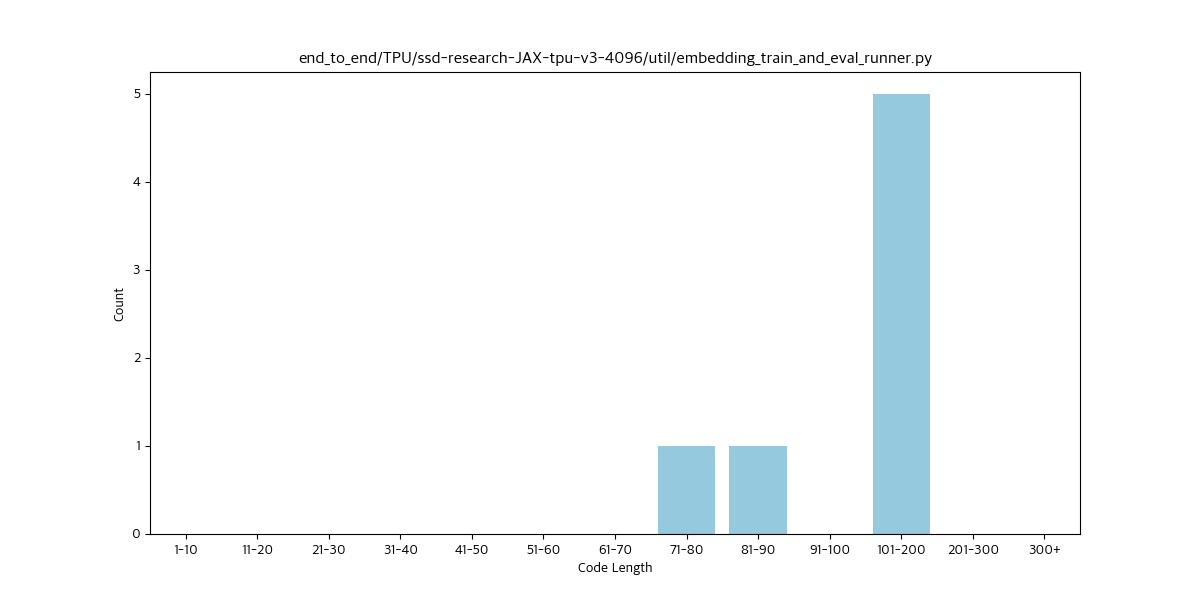 end_to_end/TPU/ssd-research-JAX-tpu-v3-4096/util/embedding_train_and_eval_runner.py
5
4
3
2
1
0
Count
1-10 11-20 21-30 31-40 41-50 51-60 61-70 71-80 81-90 91-100 101-200 201-300 300+
Code Length